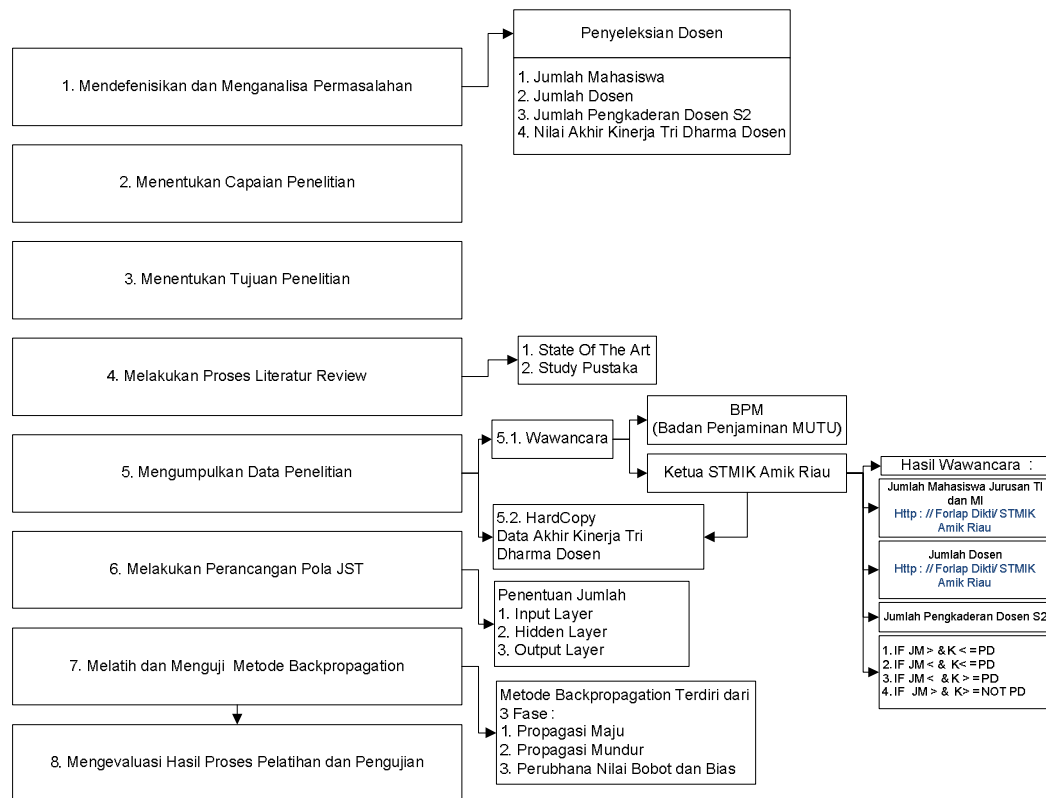 1. Mendefenisikan dan Menganalisa Permasalahan
Penyeleksian Dosen
1. Jumlah Mahasiswa
2. Jumlah Dosen
3. Jumlah Pengkaderan Dosen S2
4. Nilai Akhir Kinerja Tri Dharma Dosen
2. Menentukan Capaian Penelitian
3. Menentukan Tujuan Penelitian
4. Melakukan Proses Literatur Review
1. State Of The Art
2. Study Pustaka
5. Mengumpulkan Data Penelitian
5.1. Wawancara
BPM
(Badan Penjaminan MUTU)
Ketua STMIK Amik Riau
5.2. HardCopy
Data Akhir Kinerja Tri
Dharma Dosen
Hasil Wawancara :
Jumlah Mahasiswa Jurusan TI
dan MI
Http : // Forlap Dikti/ STMIK
Amik Riau
Jumlah Dosen
Http : // Forlap Dikti/ STMIK
Amik Riau
Jumlah Pengkaderan Dosen S2
1. IF JM > & K < = PD
2. IF JM < & K < = PD
3. IF JM < & K > = PD
4. IF JM > & K > = NOT PD
6. Melakukan Perancangan Pola JST
Penentuan Jumlah
1. Input Layer
2. Hidden Layer
3. Output Layer
7. Melatih dan Menguji Metode Backpropagation
Metode Backpropagation Terdiri dari
3 Fase :
1. Propagasi Maju
2. Propagasi Mundur
3. Perubhana Nilai Bobot dan Bias
8. Mengevaluasi Hasil Proses Pelatihan dan Pengujian